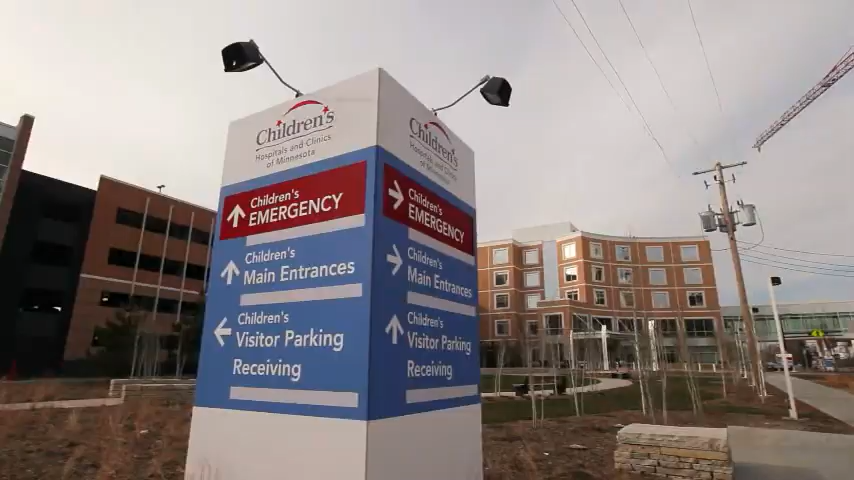 Children's
Hospitals and Clinics
of Minnesota
Children's
EMERGENCY
Children's
Main Entrances
Children's
Visitor Parking
Receiving
Children's
Hospitals and Clinics
of Minnesota
Children's
EMERGENCY
Children's
Main Entrances
Children's
Visitor Parking
Receiving